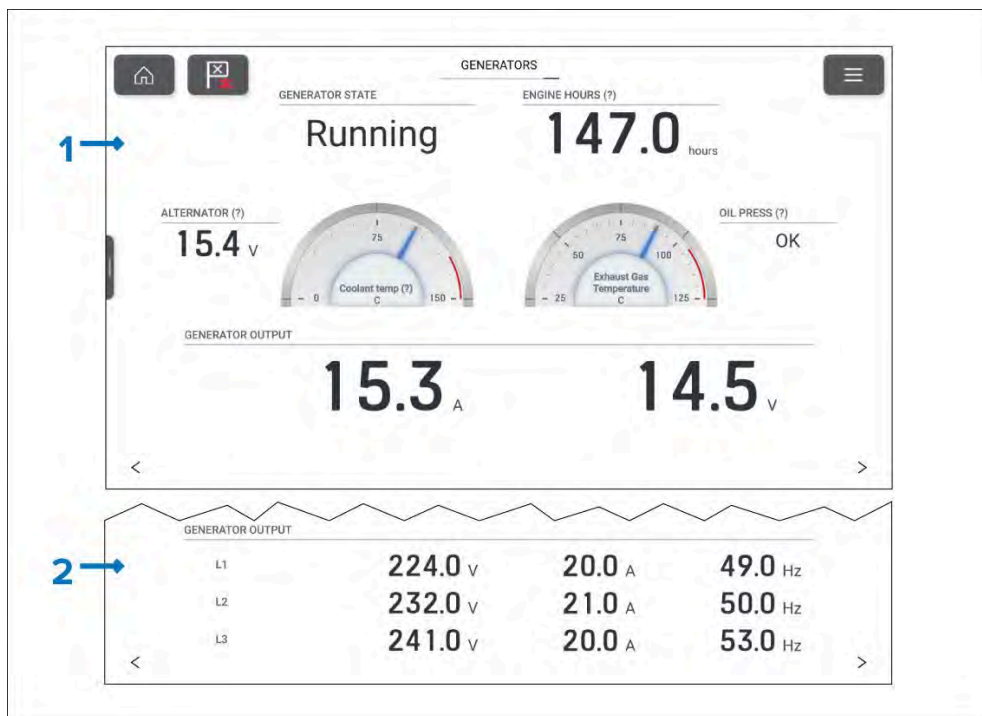 GENERATORS
GENERATOR STATE
ENGINE HOURS (?)
Running
147.0 hours
1
ALTERNATOR (?)
15.4 V
75
0
150
Coolant temp (?)
C
50
75
100
25
125
Exhaust Gas
Temperature
C
OIL PRESS (?)
OK
GENERATOR OUTPUT
15.3 A
14.5 V
< >
GENERATOR OUTPUT
2
L1 224.0 V 20.0 A 49.0 Hz
L2 232.0 V 21.0 A 50.0 Hz
L3 241.0 V 20.0 A 53.0 Hz
< >